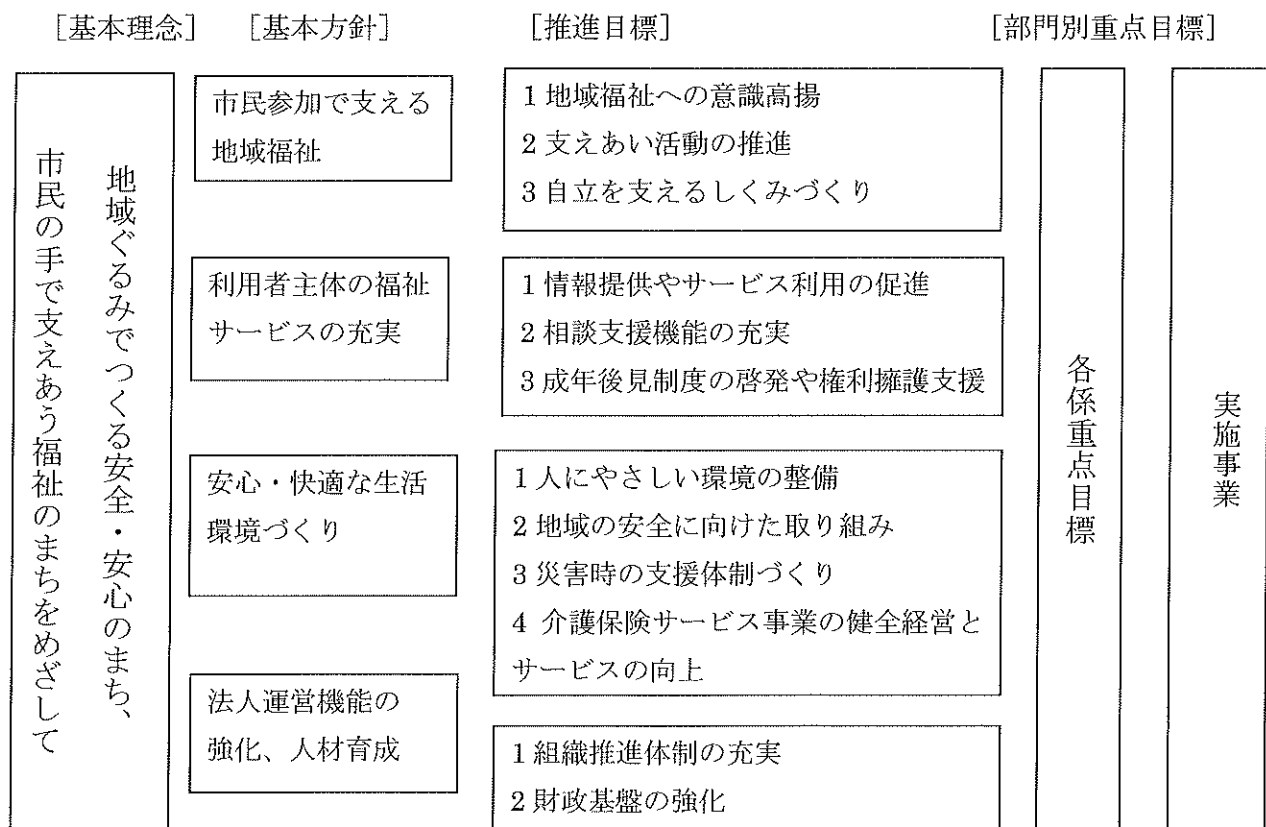 ［基本理念］ ［基本方針］ ［推進目標］ ［部門別重点目標］
地域ぐるみでつくる安全・安心のまち、
市民の手で支えあう福祉のまちをめざして
市民参加で支える
地域福祉
1 地域福祉への意識高揚
2 支えあい活動の推進
3 自立を支えるしくみづくり
利用者主体の福祉
サービスの充実
1 情報提供やサービス利用の促進
2 相談支援機能の充実
3 成年後見制度の啓発や権利擁護支援
安心・快適な生活
環境づくり
1 人にやさしい環境の整備
2 地域の安全に向けた取り組み
3 災害時の支援体制づくり
4 介護保険サービス事業の健全経営と
サービスの向上
法人運営機能の
強化、人材育成
1 組織推進体制の充実
2 財政基盤の強化
各係重点目標
実施事業